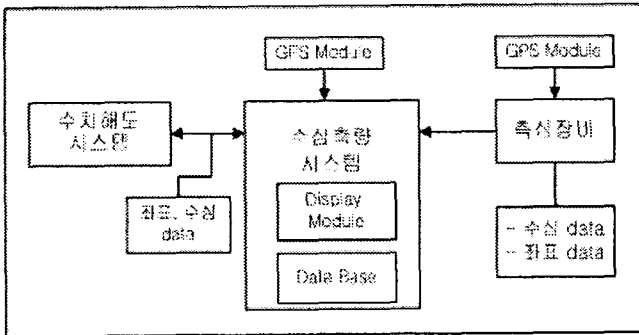 GPS Module
GPS Module
수치해도
시스템
수심측량
시스템
측심장비
좌표, 수심
data
Display
Module
Data Base
- 수심 data
- 좌표 data